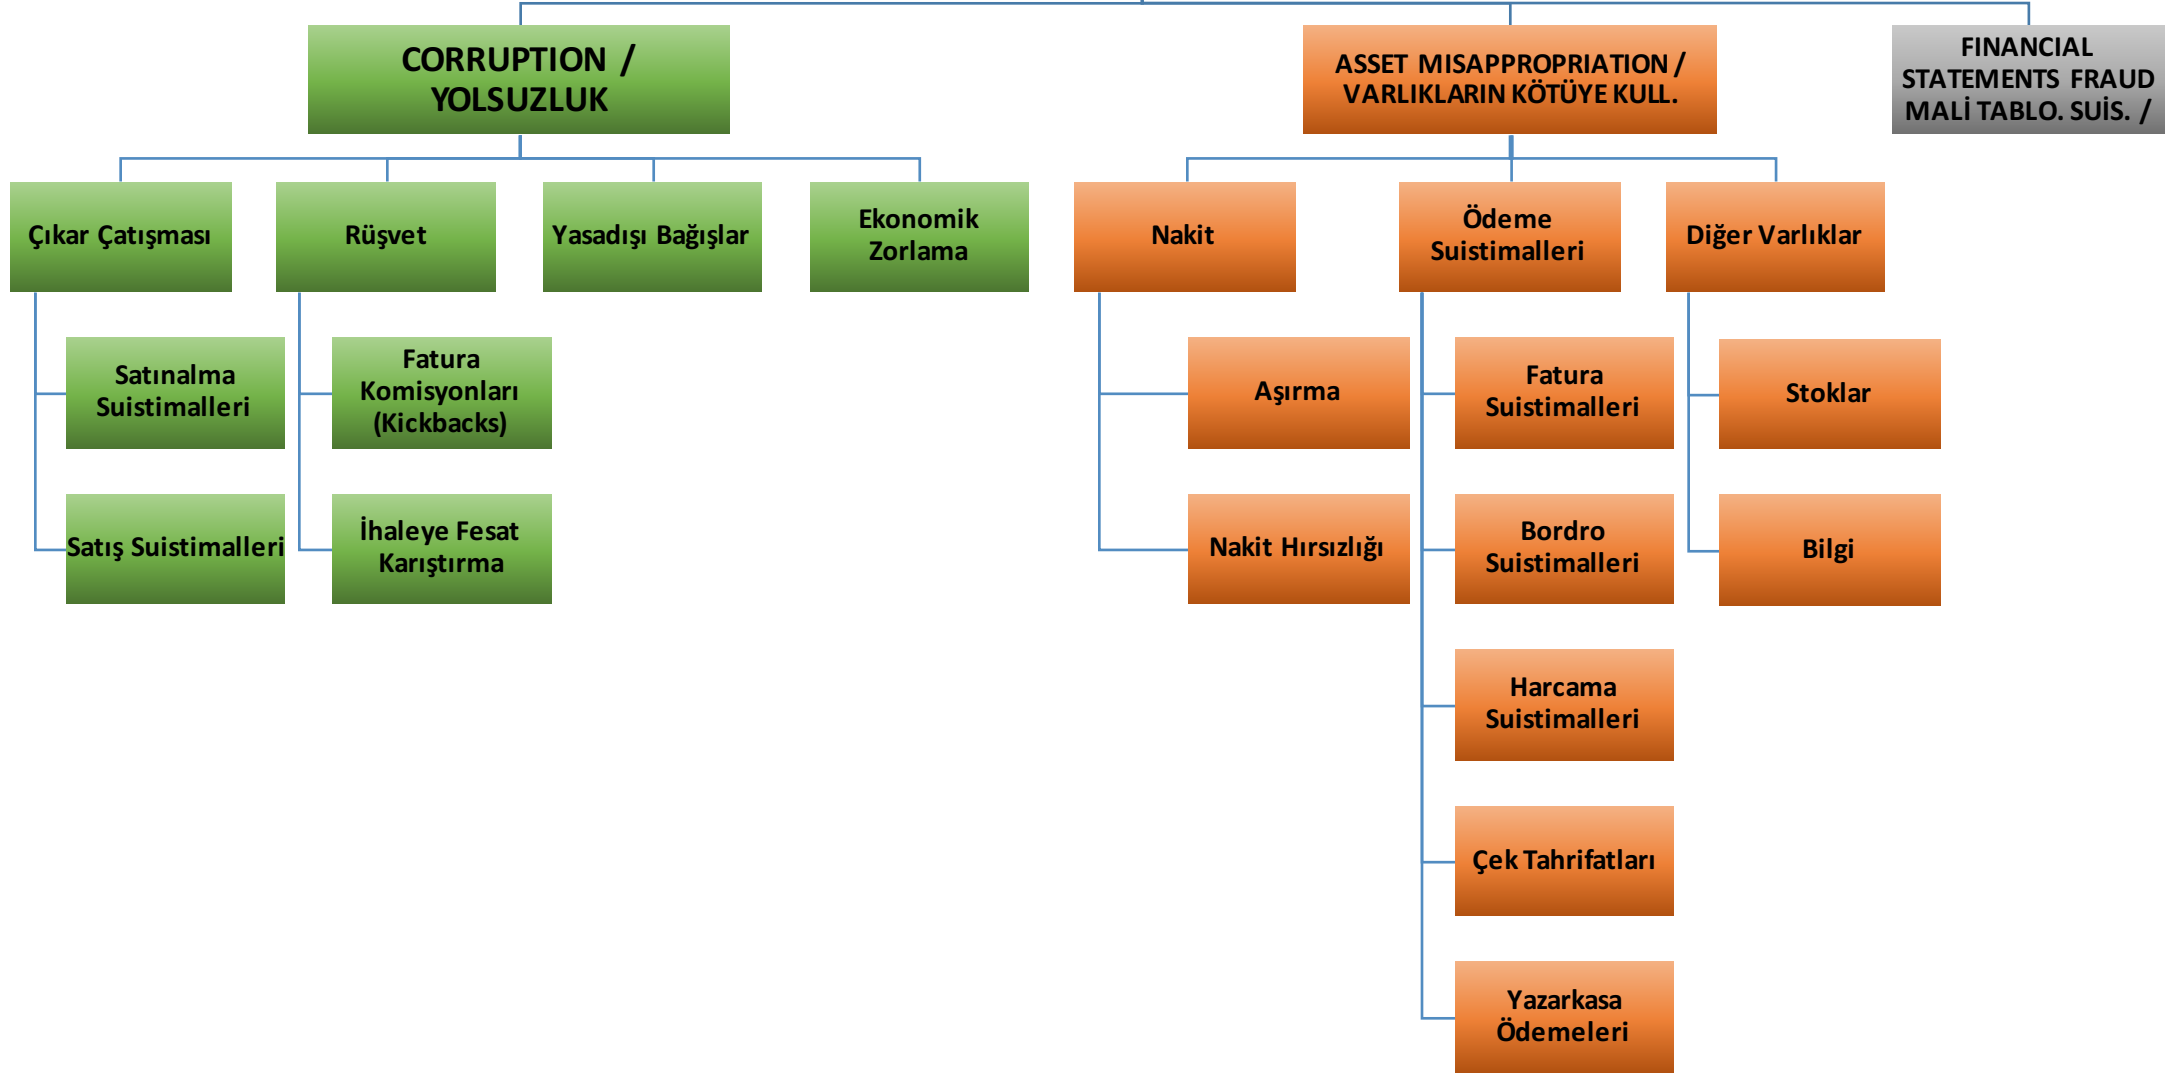 CORRUPTION /
YOLSUZLUK
ASSET MISAPPROPRIATION /
VARLIKLARIN KÖTÜYE KULL.
FINANCIAL
STATEMENTS FRAUD
MALİ TABLO. SUİS. /
Çıkar Çatışması
Rüşvet
Yasadışı Bağışlar
Ekonomik
Zorlama
Nakit
Ödeme
Suistimalleri
Diğer Varlıklar
Satınalma
Suistimalleri
Fatura
Komisyonları
(Kickbacks)
Aşırma
Fatura
Suistimalleri
Stoklar
Satış Suistimalleri
İhaleye Fesat
Karıştırma
Nakit Hırsızlığı
Bordro
Suistimalleri
Bilgi
Harcama
Suistimalleri
Çek Tahrifatları
Yazarkasa
Ödemeleri